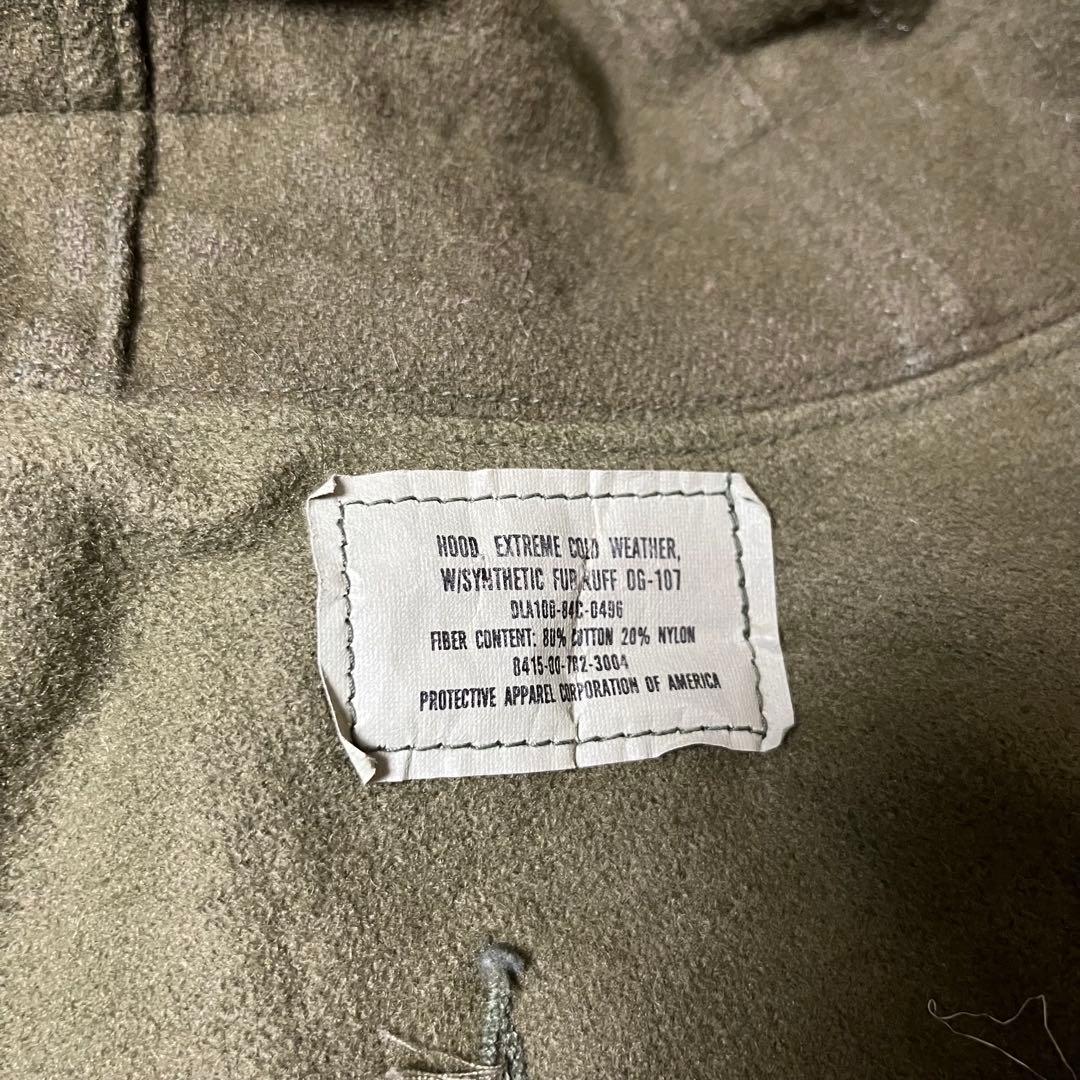 HOOD, EXTREME COLD WEATHER,
W/SYNTHETIC FUR RUFF OG-107
DLA100-84C-0496
FIBER CONTENT: 80% COTTON 20% NYLON
8415-00-782-3004
PROTECTIVE APPAREL CORPORATION OF AMERICA